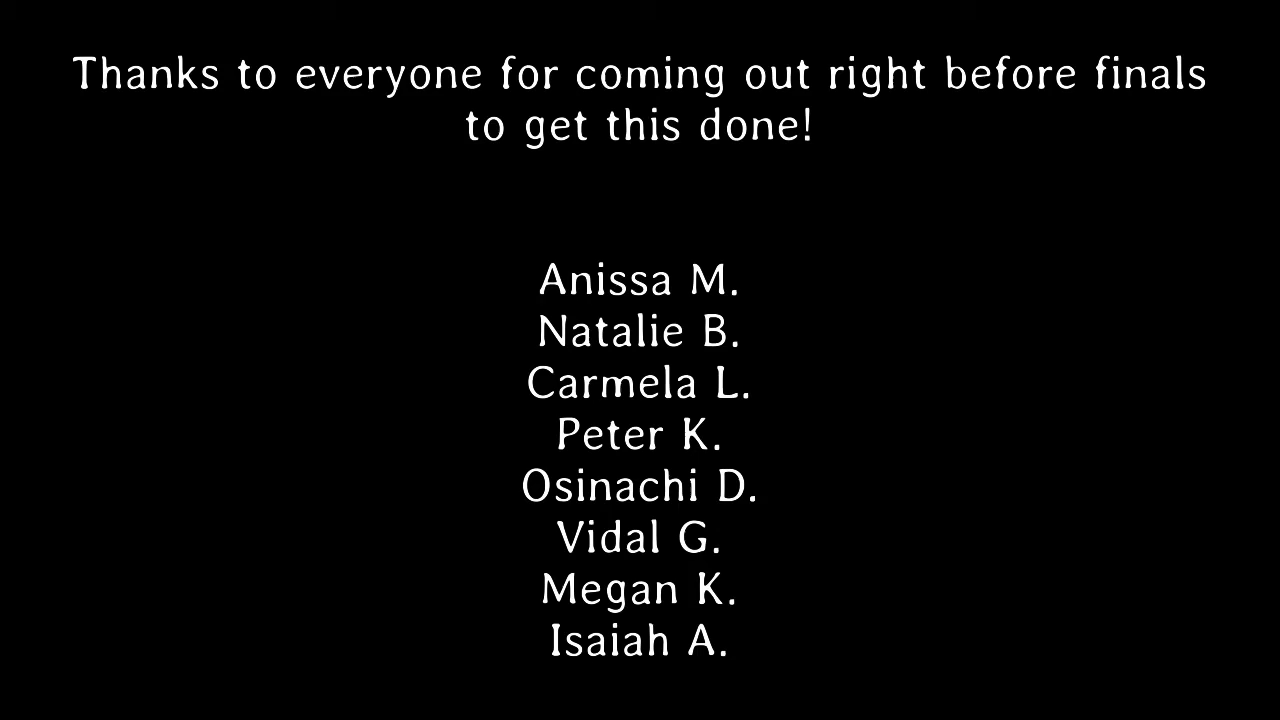 Thanks to everyone for coming out right before finals
to get this done!
Anissa M.
Natalie B.
Carmela L.
Peter K.
Osinachi D.
Vidal G.
Megan K.
Isaiah A.